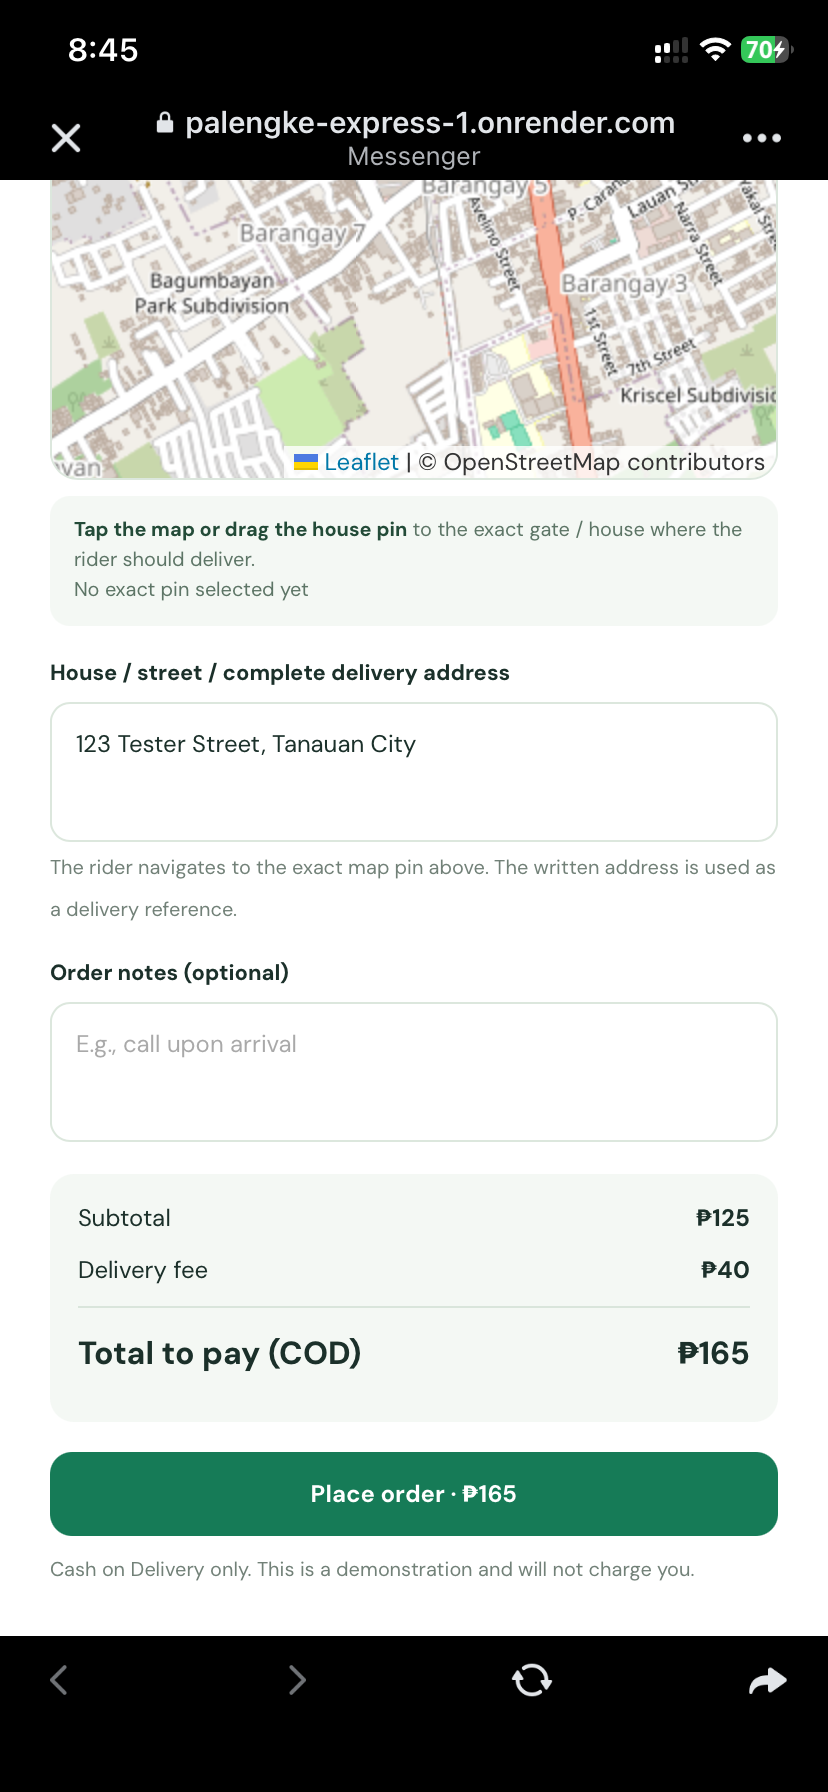 8:45
70
palengke-express-1.onrender.com
Messenger
Barangay 5
P. Carano
Lauan St
Yakal Stre
Avelino Street
Narra Street
Barangay 7
Bagumbayan
Park Subdivision
Barangay 3
1st Street
7th Street
Kriscel Subdivisic
Leaflet | © OpenStreetMap contributors
Tap the map or drag the house pin to the exact gate / house where the
rider should deliver.
No exact pin selected yet
House / street / complete delivery address
123 Tester Street, Tanauan City
The rider navigates to the exact map pin above. The written address is used as
a delivery reference.
Order notes (optional)
E.g., call upon arrival
Subtotal ₱125
Delivery fee ₱40
Total to pay (COD) ₱165
Place order · ₱165
Cash on Delivery only. This is a demonstration and will not charge you.